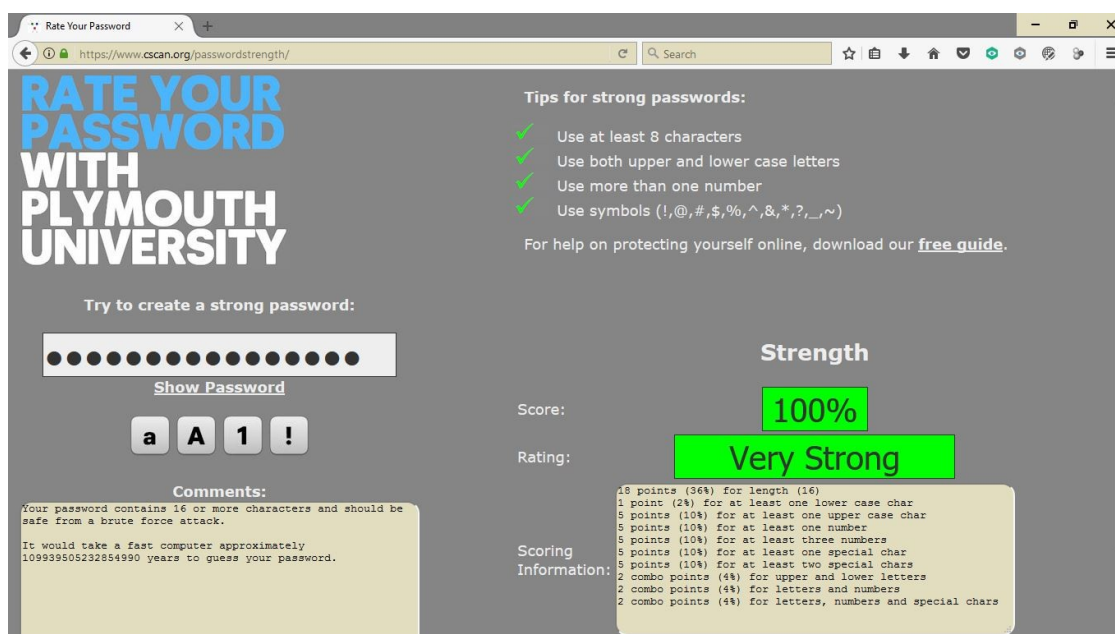 Rate Your Password
https://www.cscan.org/passwordstrength/
Search
RATE YOUR
PASSWORD
WITH
PLYMOUTH
UNIVERSITY
Tips for strong passwords:
Use at least 8 characters
Use both upper and lower case letters
Use more than one number
Use symbols (!,@,#,$,%,^,&,*,?,_,~)
For help on protecting yourself online, download our free guide.
Try to create a strong password:
Show Password
a A 1 !
Comments:
Your password contains 16 or more characters and should be
safe from a brute force attack.
It would take a fast computer approximately
109939505232854990 years to guess your password.
Strength
Score:
100%
Rating:
Very Strong
Scoring
Information:
18 points (36%) for length (16)
1 point (2%) for at least one lower case char
5 points (10%) for at least one upper case char
5 points (10%) for at least one number
5 points (10%) for at least three numbers
5 points (10%) for at least one special char
5 points (10%) for at least two special chars
2 combo points (4%) for upper and lower letters
2 combo points (4%) for letters and numbers
2 combo points (4%) for letters, numbers and special chars